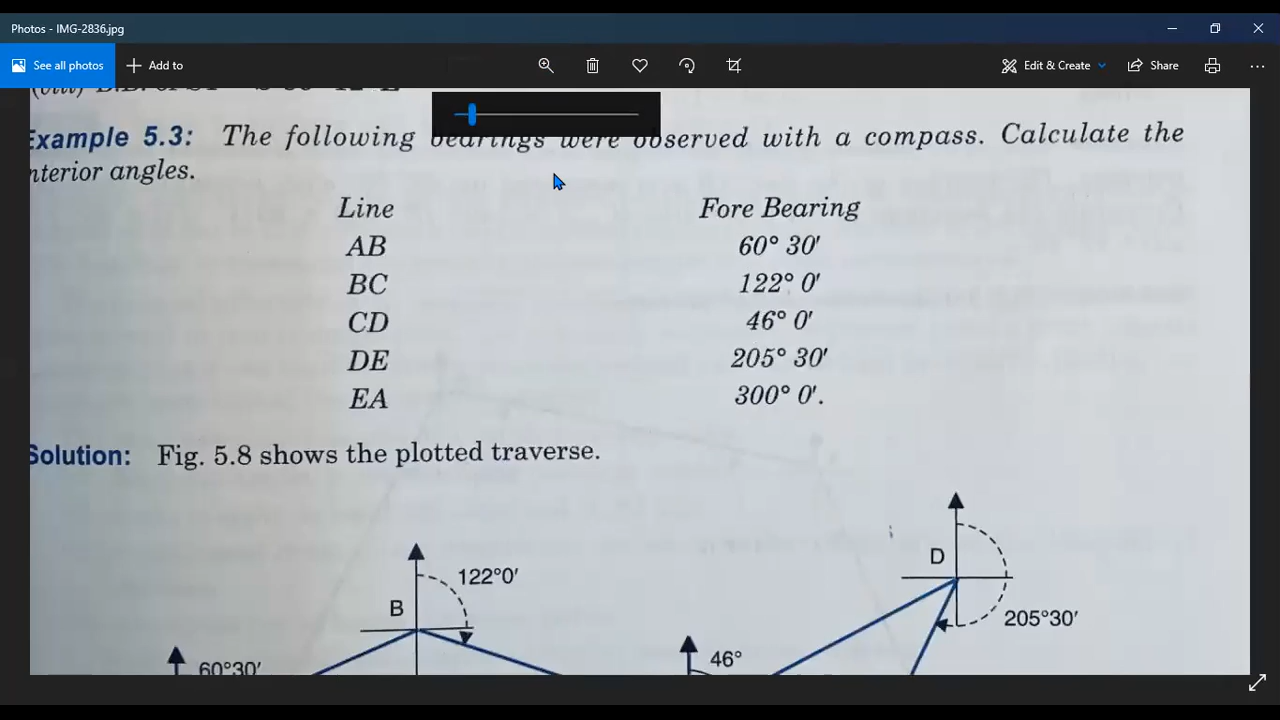 Photos - IMG-2836.jpg
See all photos
Add to
Edit & Create
Share
Example 5.3: The following bearings were observed with a compass. Calculate the
nterior angles.
Line Fore Bearing
AB 60° 30′
BC 122° 0′
CD 46° 0′
DE 205° 30′
EA 300° 0′.
Solution: Fig. 5.8 shows the plotted traverse.
D
122°0′
B
205°30′
46°
60°30′